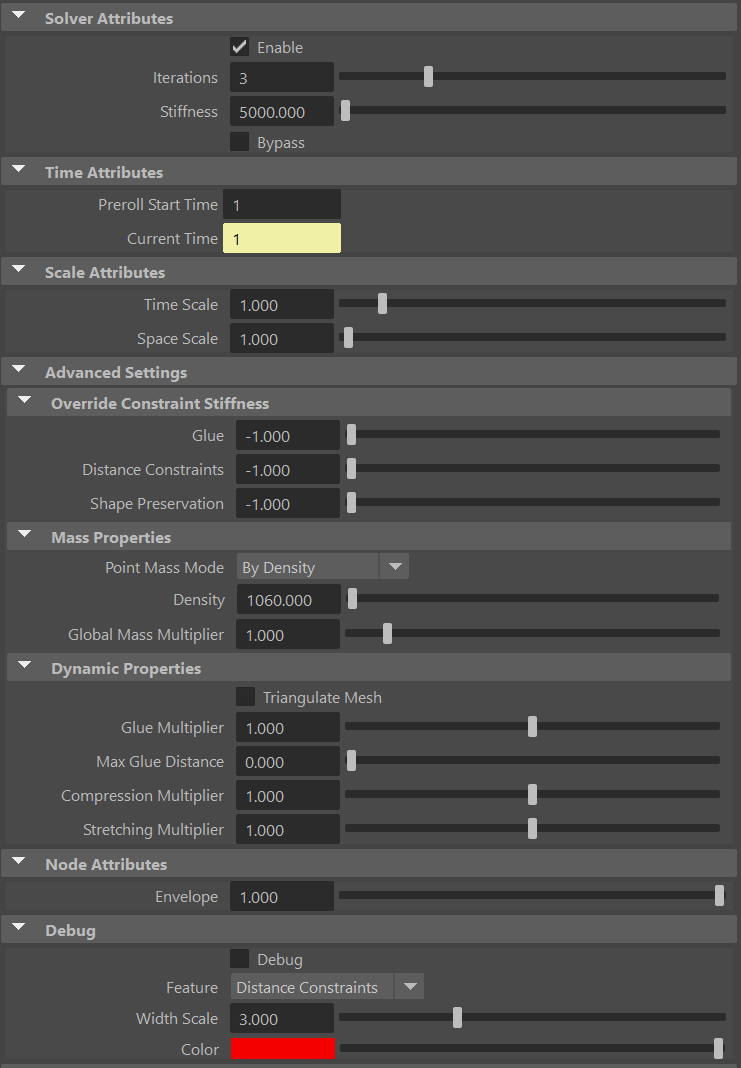 Solver Attributes
Enable
Iterations 3
Stiffness 5000.000
Bypass
Time Attributes
Preroll Start Time 1
Current Time 1
Scale Attributes
Time Scale 1.000
Space Scale 1.000
Advanced Settings
Override Constraint Stiffness
Glue -1.000
Distance Constraints -1.000
Shape Preservation -1.000
Mass Properties
Point Mass Mode By Density
Density 1060.000
Global Mass Multiplier 1.000
Dynamic Properties
Triangulate Mesh
Glue Multiplier 1.000
Max Glue Distance 0.000
Compression Multiplier 1.000
Stretching Multiplier 1.000
Node Attributes
Envelope 1.000
Debug
Debug
Feature Distance Constraints
Width Scale 3.000
Color